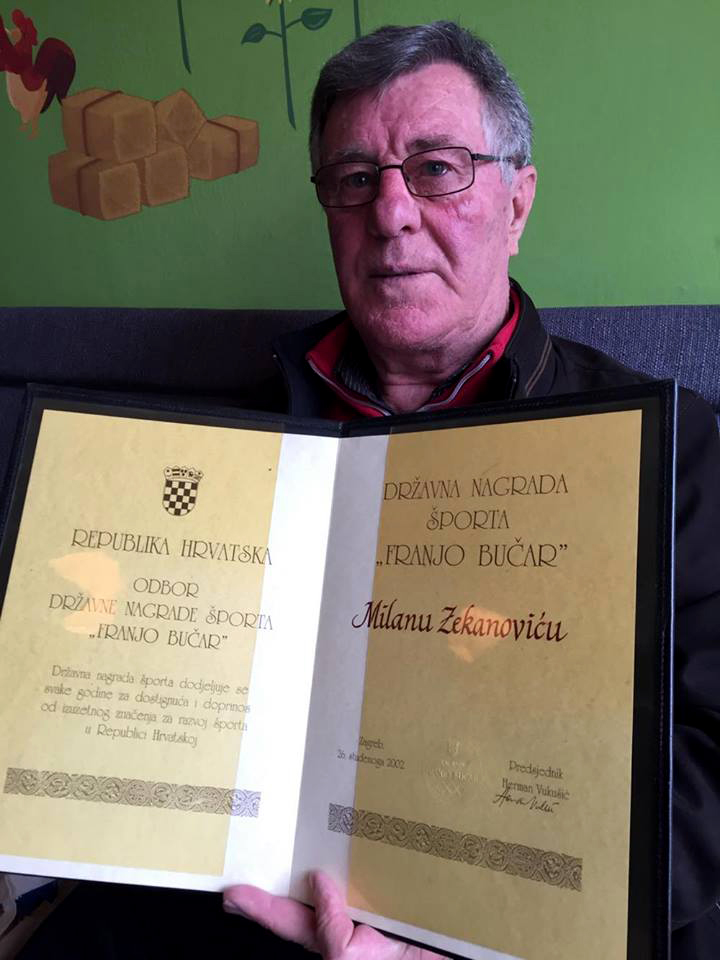 REPUBLIKA HRVATSKA
ODBOR
DRŽAVNE NAGRADE ŠPORTA
„FRANJO BUČAR”
Državna nagrada športa dodjeljuje se
svake godine za dostignuća i doprinos
od izuzetnog značenja za razvoj športa
u Republici Hrvatskoj
DRŽAVNA NAGRADA
ŠPORTA
„FRANJO BUČAR”
Milanu Zekanoviću
Zagreb,
26. studenoga 2002
Predsjednik
Herman Vukušić